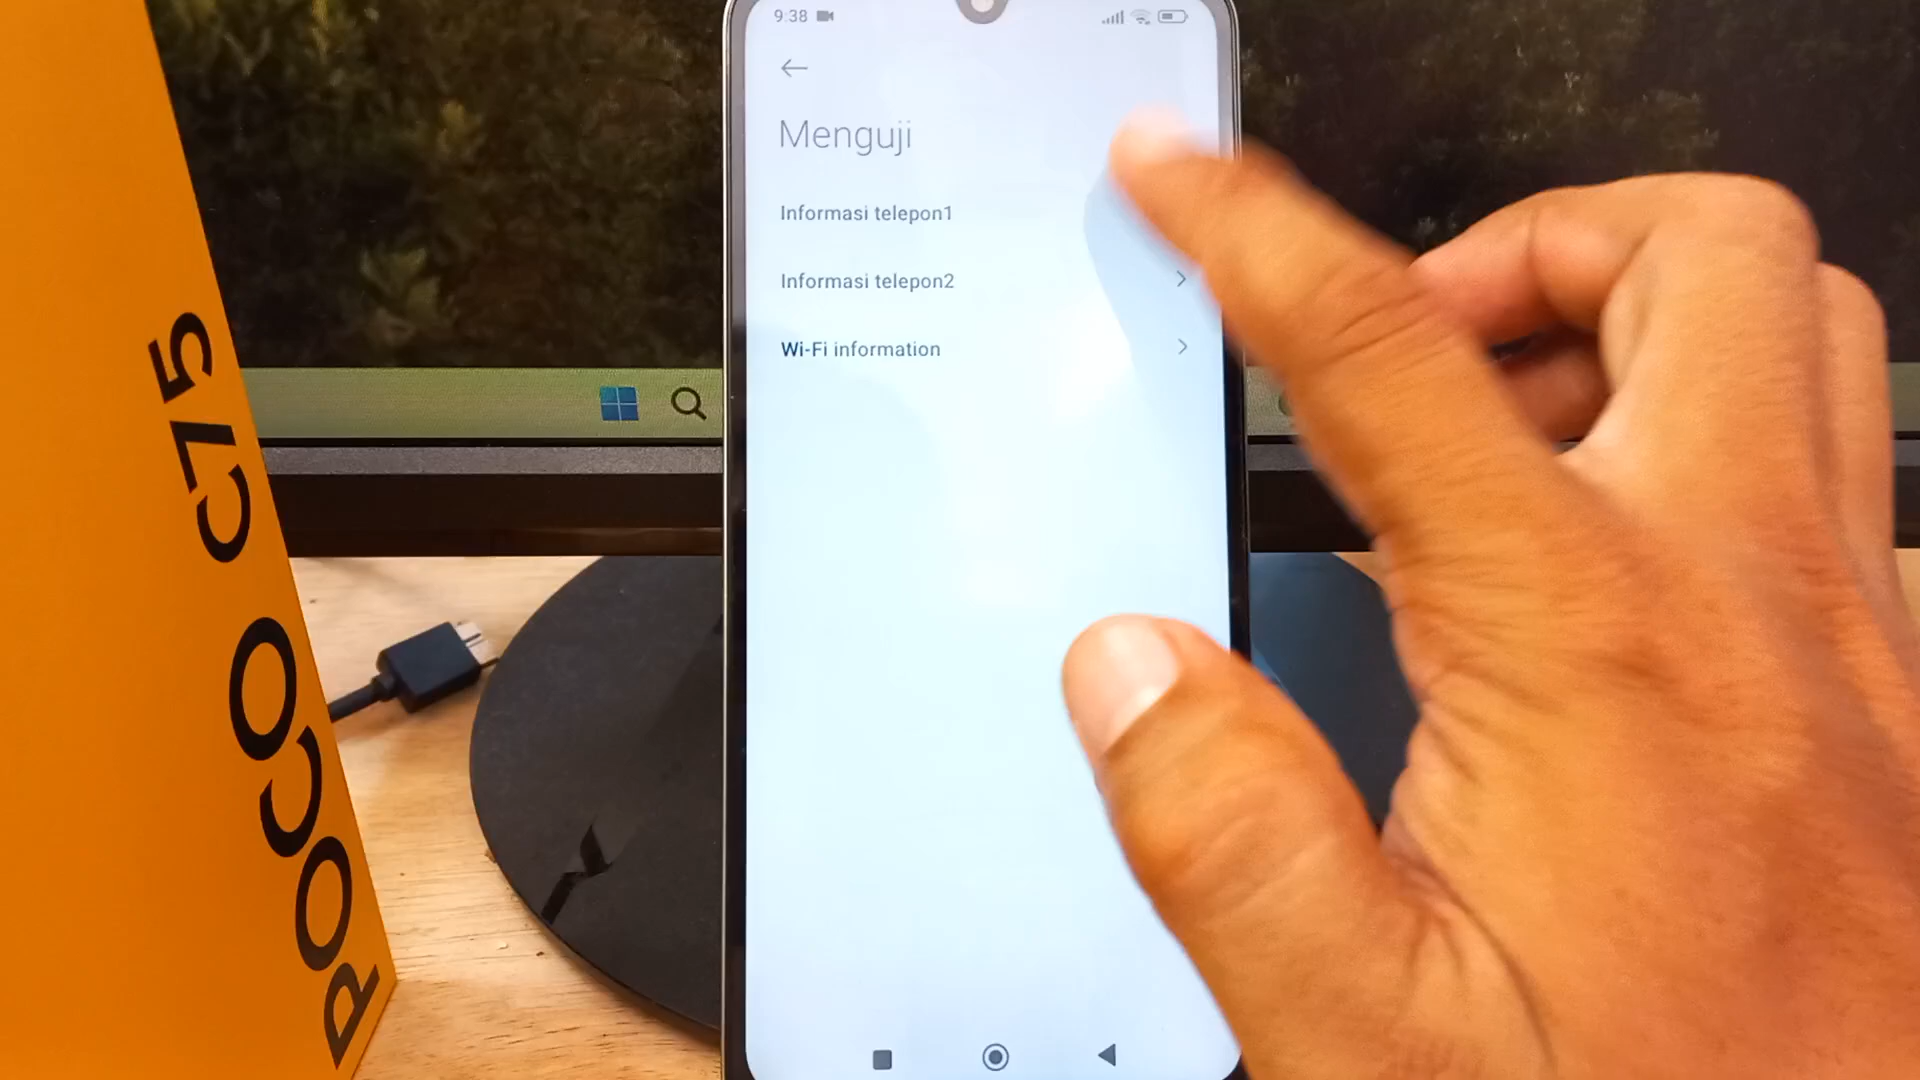 9:38
Menguji
Informasi telepon1
Informasi telepon2
Wi-Fi information
POCO C75